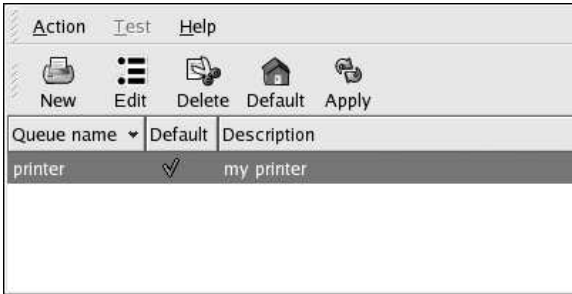 Action Test Help
New Edit Delete Default Apply
Queue name Default Description
printer my printer